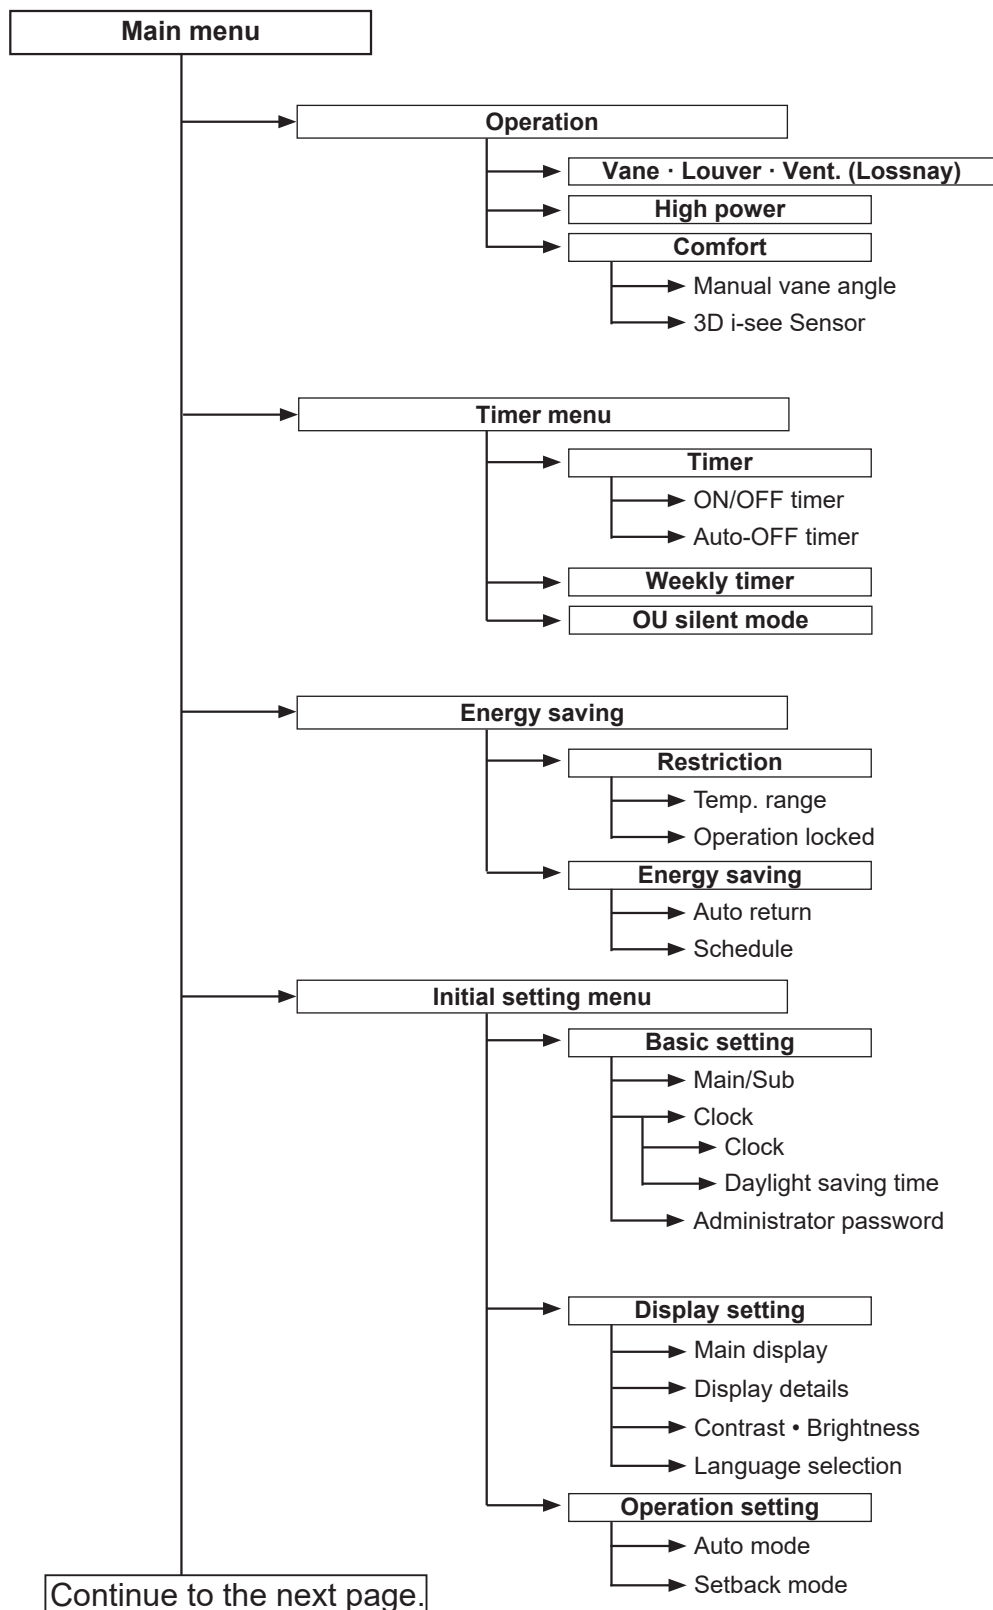 Main menu
Operation
Vane · Louver · Vent. (Lossnay)
High power
Comfort
Manual vane angle
3D i-see Sensor
Timer menu
Timer
ON/OFF timer
Auto-OFF timer
Weekly timer
OU silent mode
Energy saving
Restriction
Temp. range
Operation locked
Energy saving
Auto return
Schedule
Initial setting menu
Basic setting
Main/Sub
Clock
Clock
Daylight saving time
Administrator password
Display setting
Main display
Display details
Contrast • Brightness
Language selection
Operation setting
Auto mode
Setback mode
Continue to the next page.